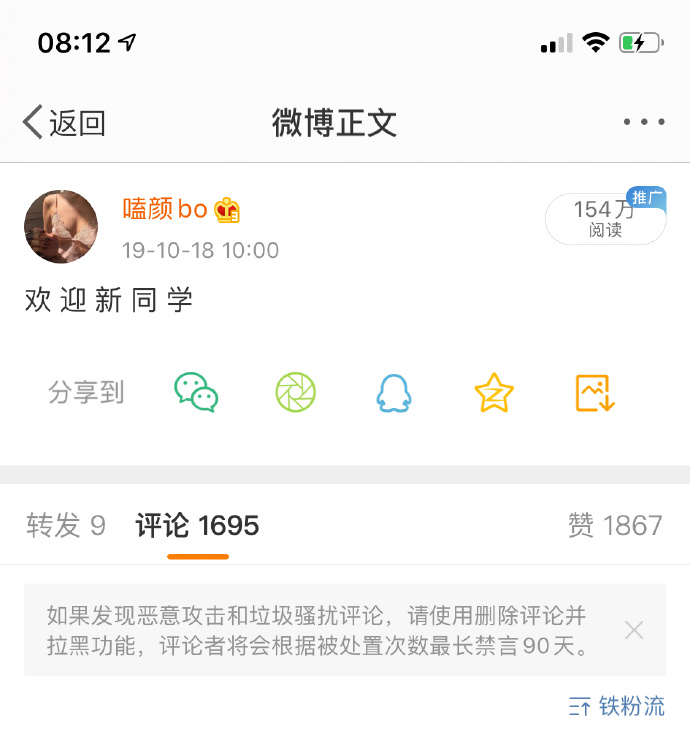 08:12
返回
微博正文
嗑颜bo
19-10-18 10:00
154万
推广
阅读
欢 迎 新 同 学
分享到
转发 9
评论 1695
赞 1867
如果发现恶意攻击和垃圾骚扰评论，请使用删除评论并
拉黑功能，评论者将会根据被处置次数最长禁言90天。
铁粉流